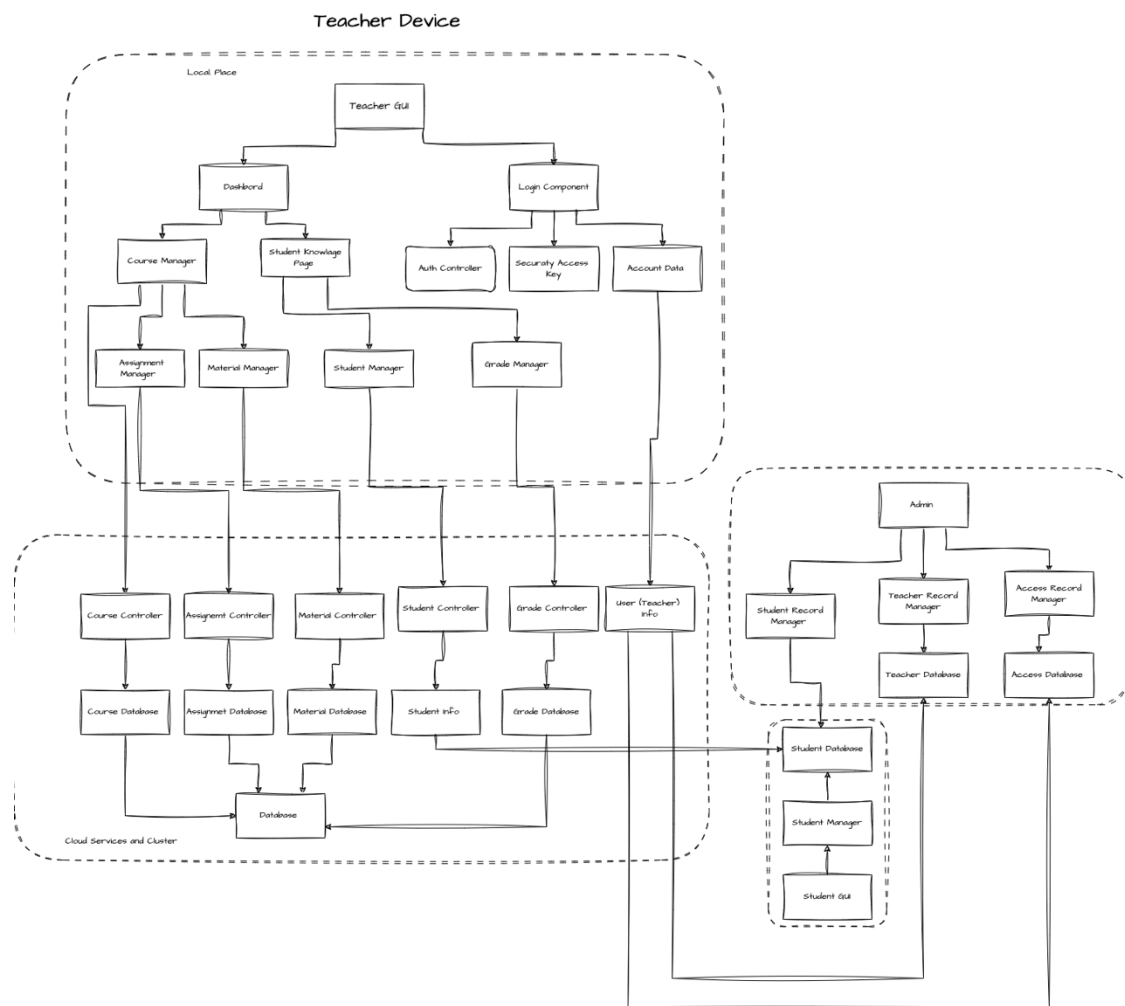 Teacher Device
Local Place
Teacher GUI
Dashbord
Login Component
Course Manager
Student Knowlage
Page
Auth Controller
Securaty Access
Key
Account Data
Assignment
Manager
Material Manager
Student Manager
Grade Manager
Admin
Course Controller
Assigment Controller
Material Controller
Student Controller
Grade Controller
User (Teacher)
Info
Student Record
Manager
Teacher Record
Manager
Access Record
Manager
Teacher Database
Access Database
Course Database
Assigmet Database
Material Database
Student Info
Grade Database
Student Database
Database
Student Manager
Cloud Services and Cluster
Student GUI